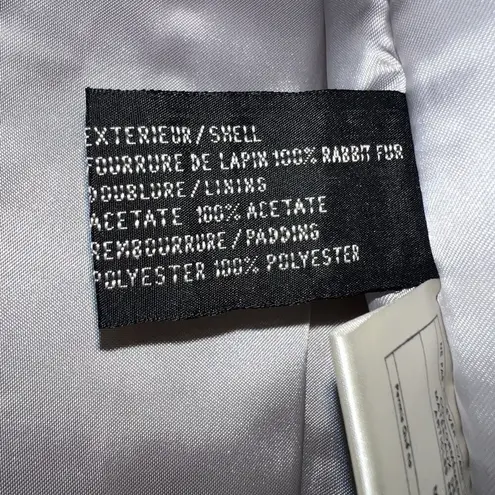 EXTERIEUR/SHELL
FOURRURE DE LAPIN 100% RABBIT FUR
DOUBLURE/LINING
ACETATE 100% ACETATE
REMBOURRURE/PADDING
POLYESTER 100% POLYESTER